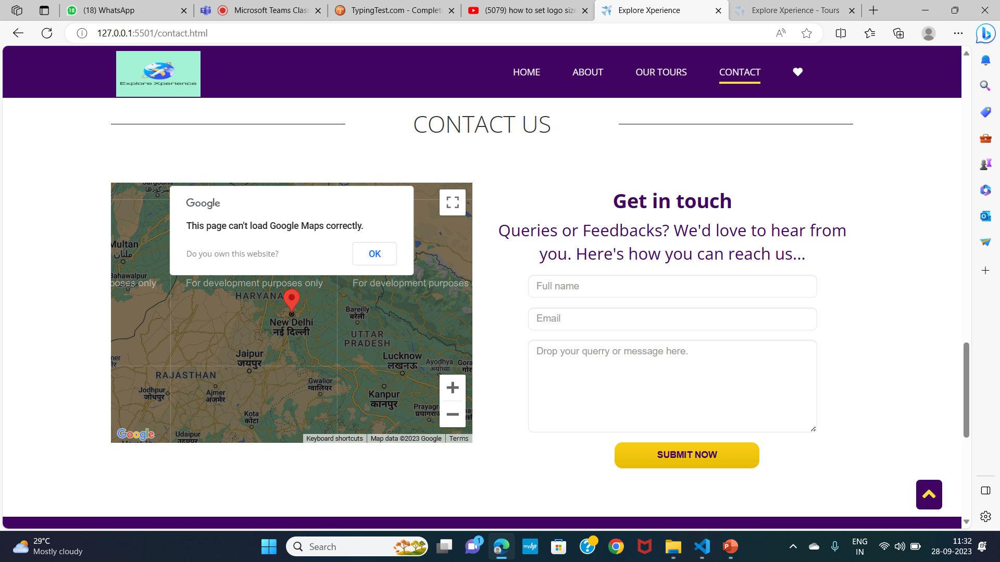 (18) WhatsApp
Microsoft Teams Clas
TypingTest.com - Complet
(5079) how to set logo size
Explore Xperience
Explore Xperience - Tours
127.0.0.1:5501/contact.html
Explore Xperience
HOME
ABOUT
OUR TOURS
CONTACT
CONTACT US
Google
This page can't load Google Maps correctly.
Do you own this website?
OK
Multan
ملتان
Bahawalpur
poses only
For development purposes only
For development purposes
HARYANA
New Delhi
नई दिल्ली
Bareilly
बरेली
UTTAR
PRADESH
Jaipur
जयपुर
Lucknow
लखनऊ
Ayodhya
अयोध्या
Gora
गोर
RAJASTHAN
Jodhpur
जोधपुर
Ajmer
अजमेर
Gwalior
ग्वालियर
Kanpur
कानपुर
Prayagra
प्रयागराज
Kota
कोटा
Udaipur
उदयपुर
Google
Keyboard shortcuts
Map data ©2023 Google
Terms
Get in touch
Queries or Feedbacks? We'd love to hear from
you. Here's how you can reach us...
Full name
Email
Drop your querry or message here.
SUBMIT NOW
29°C
Mostly cloudy
Search
1
myhp
ENG
IN
11:32
28-09-2023